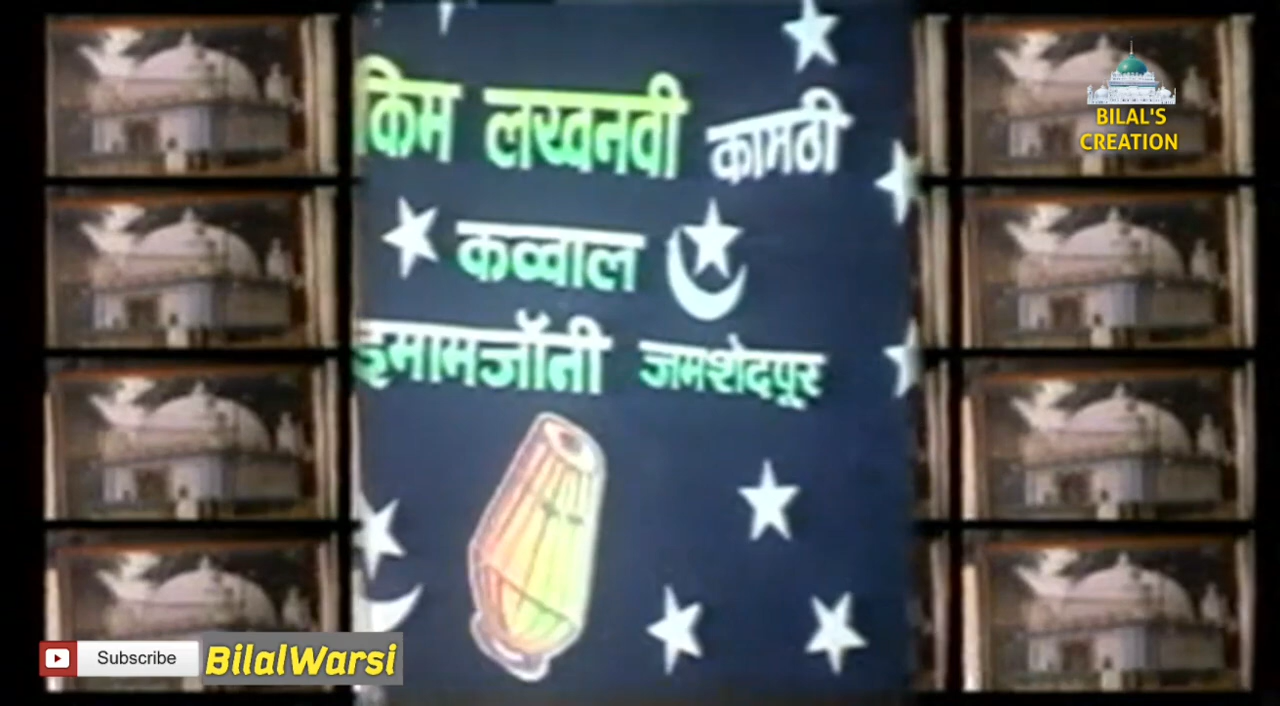 किम लखनवी कामठी
कव्वाल
इमामजॉनी जमशेदपूर
BILAL'S
CREATION
Subscribe
BilalWarsi